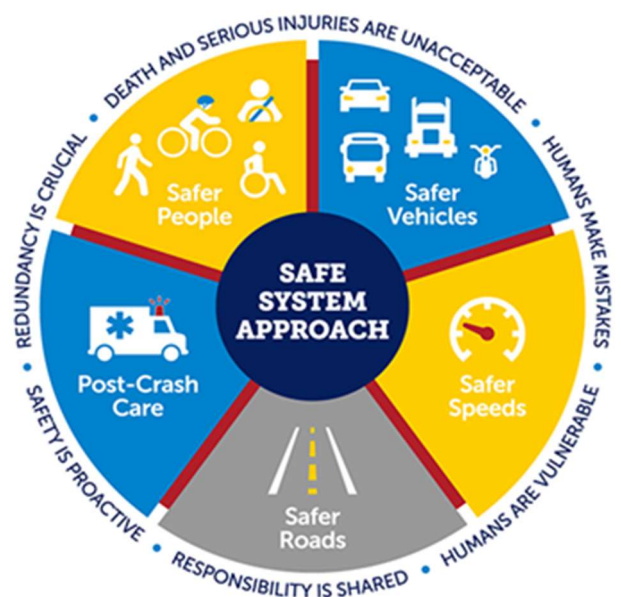 DEATH AND SERIOUS INJURIES ARE UNACCEPTABLE
HUMANS MAKE MISTAKES
HUMANS ARE VULNERABLE
RESPONSIBILITY IS SHARED
SAFETY IS PROACTIVE
REDUNDANCY IS CRUCIAL
Safer
People
Safer
Vehicles
SAFE
SYSTEM
APPROACH
Post-Crash
Care
Safer
Speeds
Safer
Roads